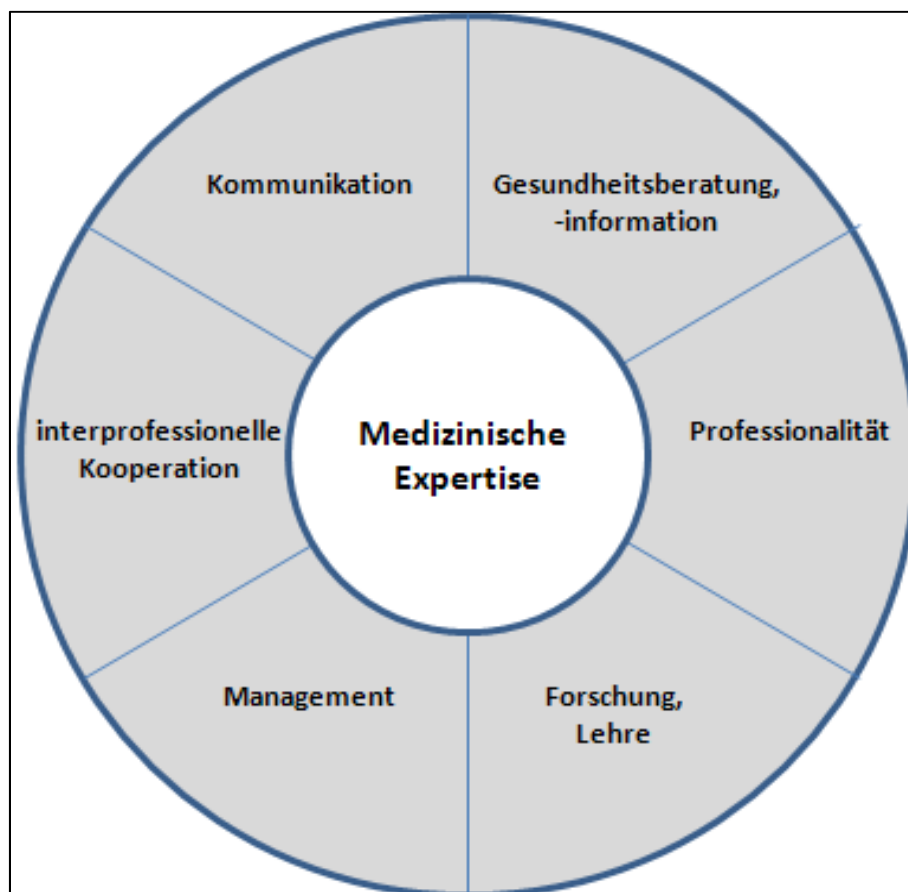 Kommunikation
Gesundheitsberatung,
-information
interprofessionelle
Kooperation
Medizinische
Expertise
Professionalität
Management
Forschung,
Lehre